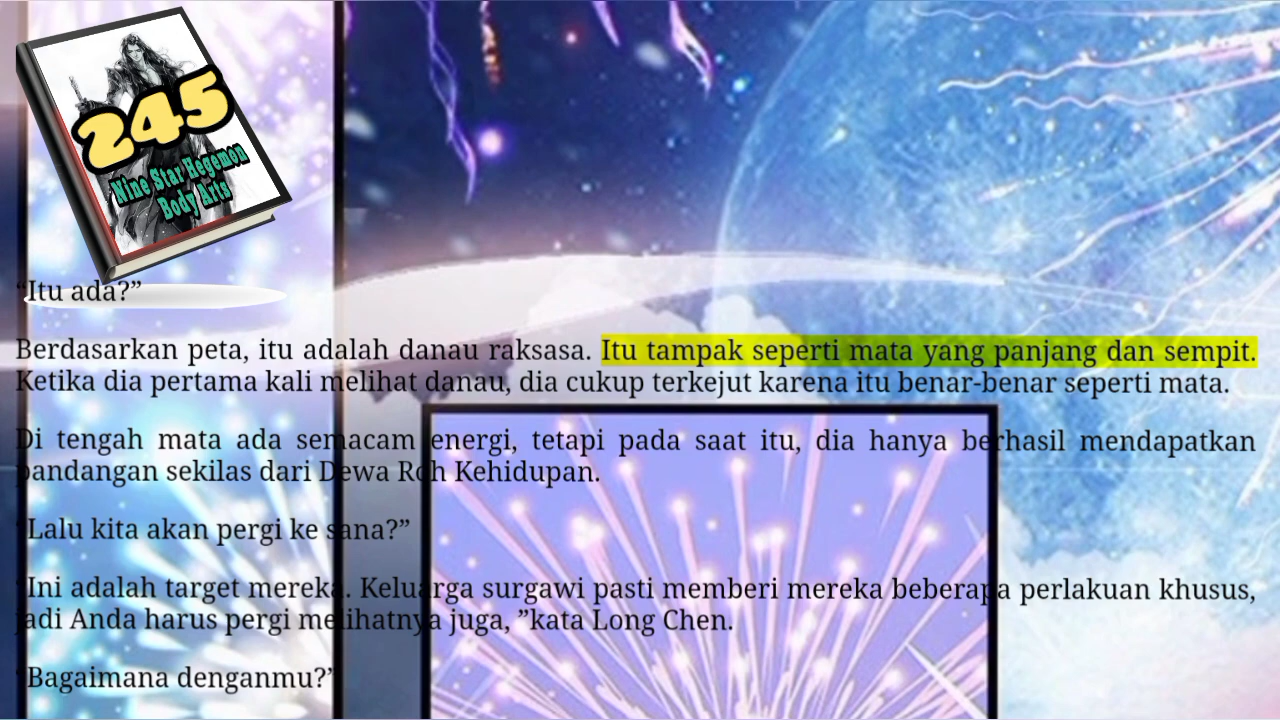 245
Nine Star Hegemon
Body Arts
“Itu ada?”
Berdasarkan peta, itu adalah danau raksasa. Itu tampak seperti mata yang panjang dan sempit.
Ketika dia pertama kali melihat danau, dia cukup terkejut karena itu benar-benar seperti mata.
Di tengah mata ada semacam energi, tetapi pada saat itu, dia hanya berhasil mendapatkan
pandangan sekilas dari Dewa Roh Kehidupan.
“Lalu kita akan pergi ke sana?”
“Ini adalah target mereka. Keluarga surgawi pasti memberi mereka beberapa perlakuan khusus,
jadi Anda harus pergi melihatnya juga, ”kata Long Chen.
“Bagaimana denganmu?”